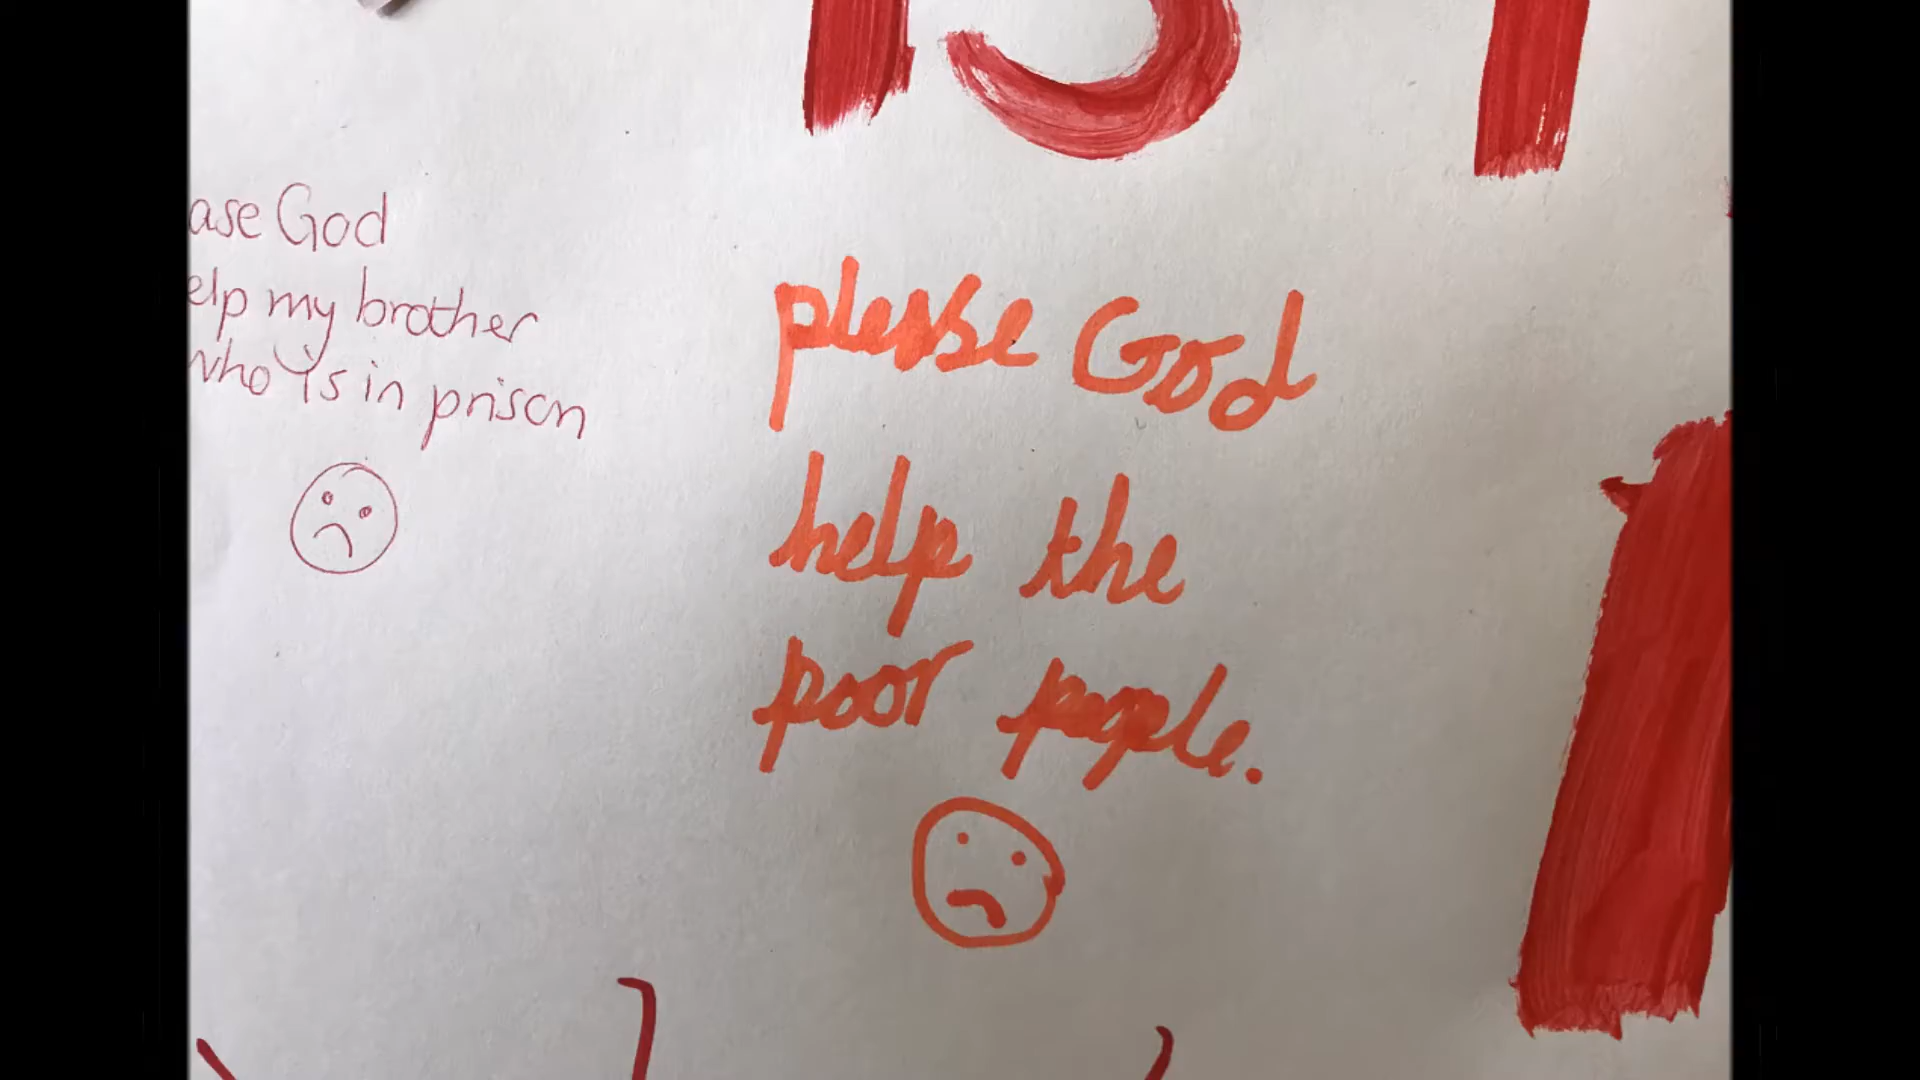 ase God
elp my brother
who is in prison
please God
help the
poor people.